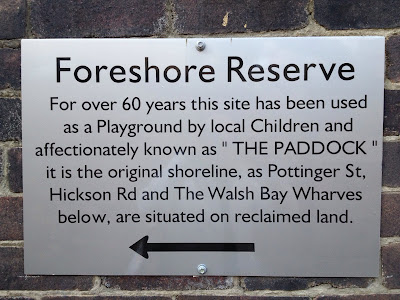 Foreshore Reserve
For over 60 years this site has been used
as a Playground by local Children and
affectionately known as " THE PADDOCK "
it is the original shoreline, as Pottinger St,
Hickson Rd and The Walsh Bay Wharves
below, are situated on reclaimed land.